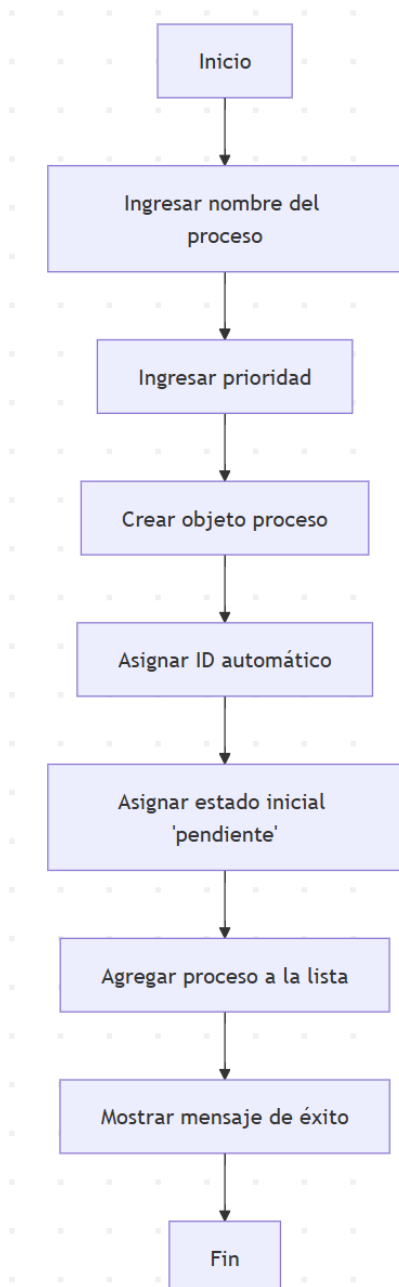 Inicio
Ingresar nombre del
proceso
Ingresar prioridad
Crear objeto proceso
Asignar ID automático
Asignar estado inicial
'pendiente'
Agregar proceso a la lista
Mostrar mensaje de éxito
Fin